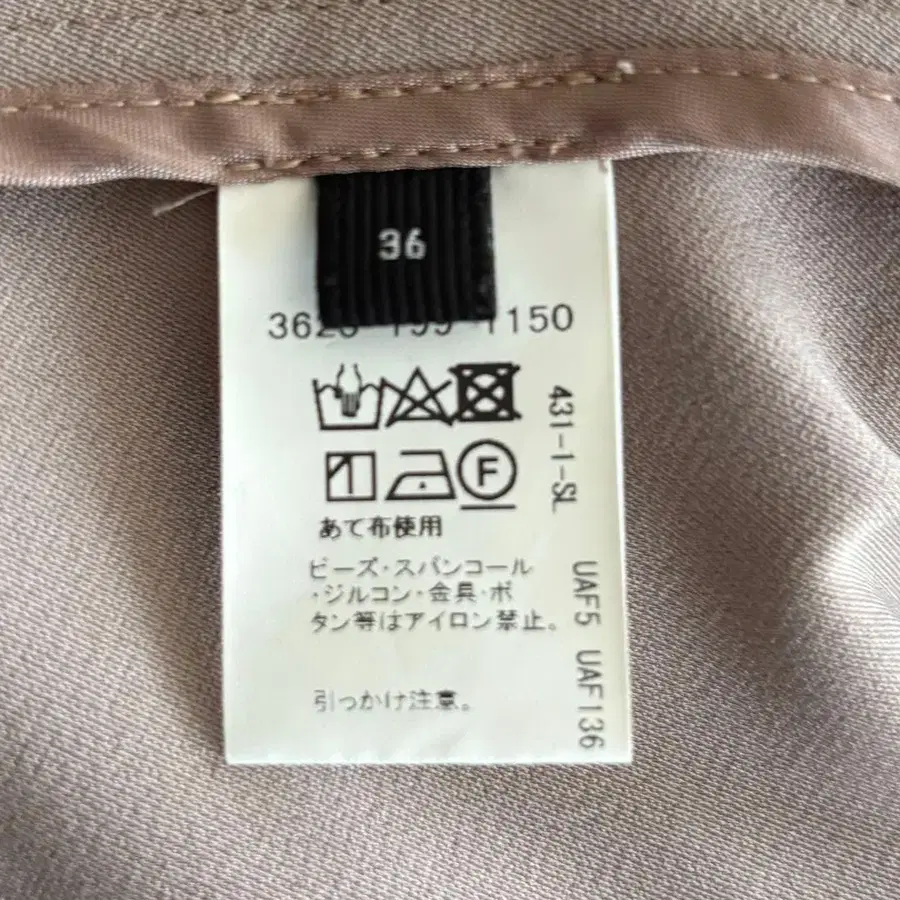 36
1150
F
あて布使用
ビーズ・スパンコール
・ジルコン・金具・ボ
タン等はアイロン禁止。
引っかけ注意。
431-1-SL
UAF5 UAF136